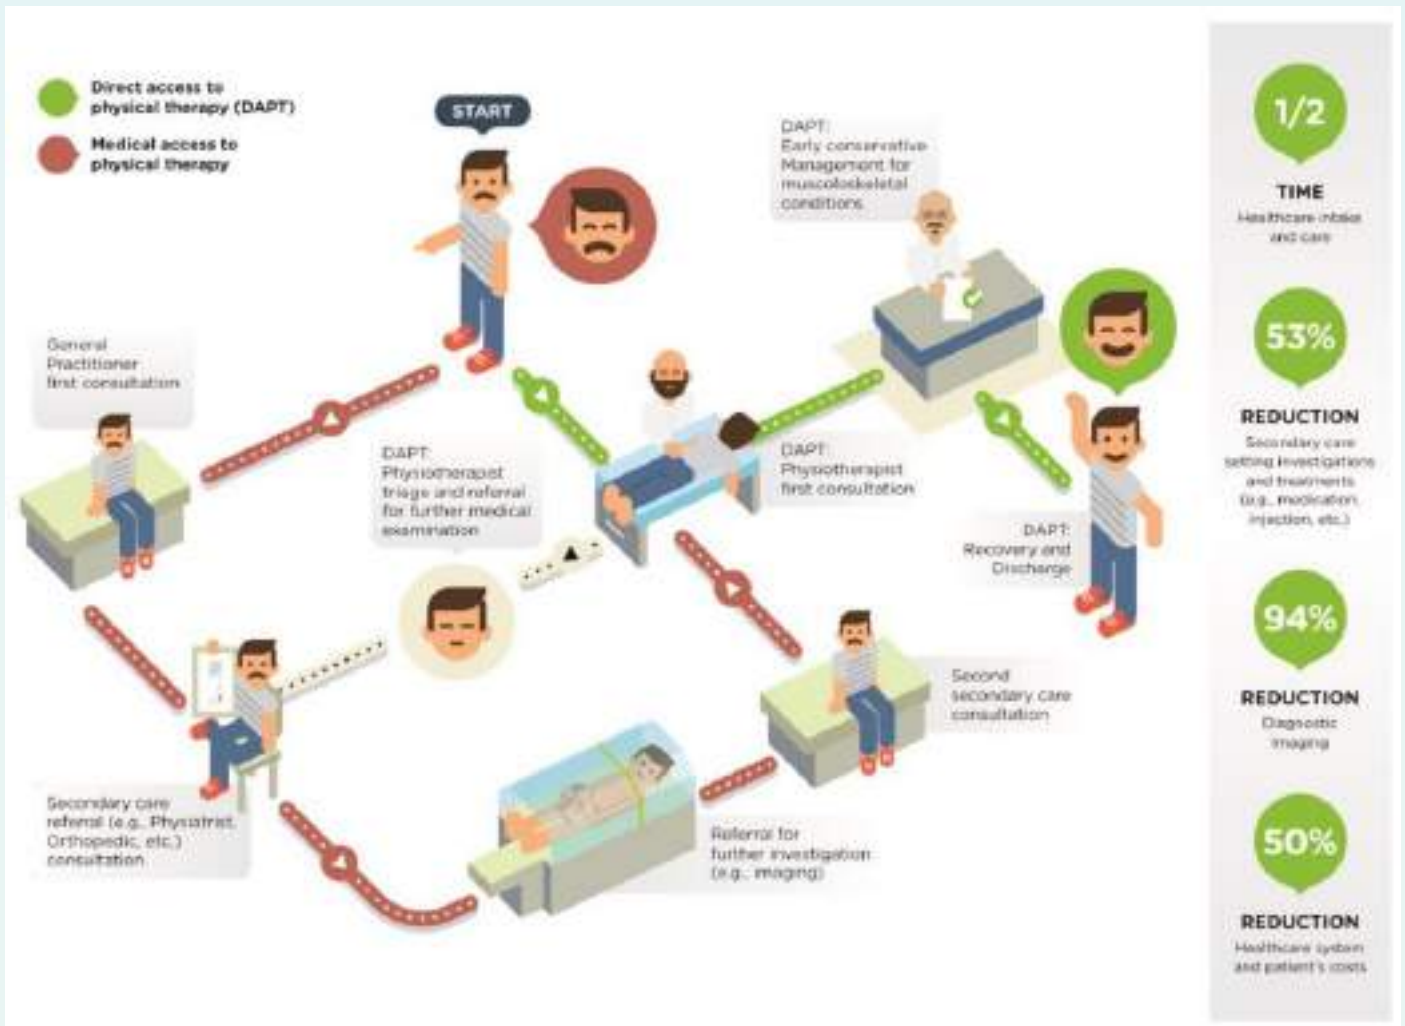 Direct access to
physical therapy (DAPT)
Medical access to
physical therapy
START
DAPT:
Early conservative
Management for
muscoloskeletal
conditions
General
Practitioner
first consultation
DAPT:
Physiotherapist
triage and referral
for further medical
examination
DAPT:
Physiotherapist
first consultation
DAPT:
Recovery and
Discharge
Second
secondary care
consultation
Secondary care
referral (e.g., Physiatrist,
Orthopedic, etc.)
consultation
Referral for
further investigation
(e.g., imaging)
1/2
TIME
Healthcare intake
and care
53%
REDUCTION
Secondary care
setting investigations
and treatments
(e.g., medication,
injection, etc.)
94%
REDUCTION
Diagnostic
Imaging
50%
REDUCTION
Healthcare system
and patient's costs